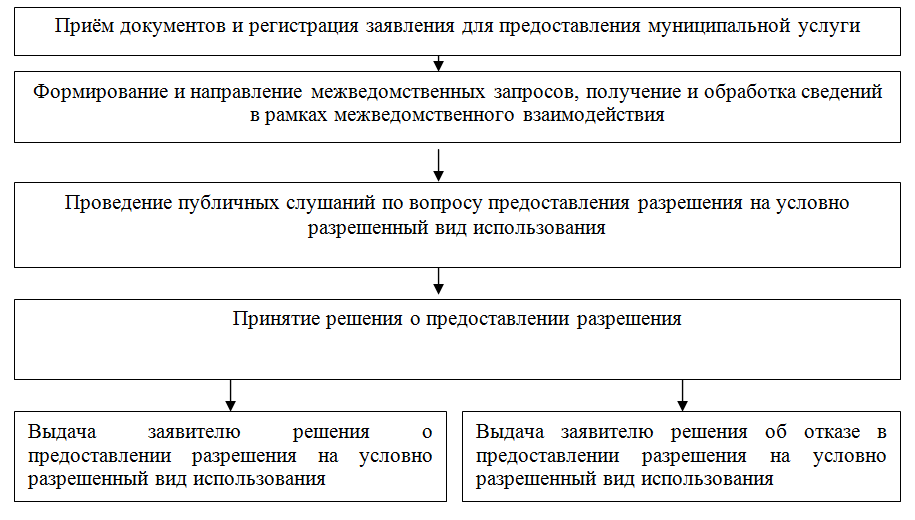 Приём документов и регистрация заявления для предоставления муниципальной услуги
Формирование и направление межведомственных запросов, получение и обработка сведений
в рамках межведомственного взаимодействия
Проведение публичных слушаний по вопросу предоставления разрешения на условно
разрешенный вид использования
Принятие решения о предоставлении разрешения
Выдача заявителю решения о
предоставлении разрешения на условно
разрешенный вид использования
Выдача заявителю решения об отказе в
предоставлении разрешения на условно
разрешенный вид использования